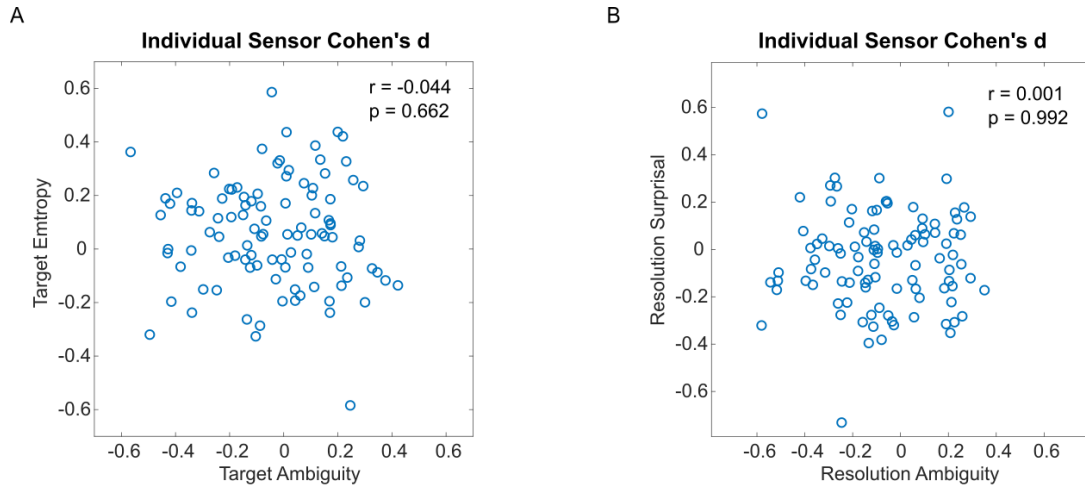 A
Individual Sensor Cohen's d
r = -0.044
p = 0.662
0.6
0.4
0.2
0
-0.2
-0.4
-0.6
Target Emtropy
-0.6 -0.4 -0.2 0 0.2 0.4 0.6
Target Ambiguity
B
Individual Sensor Cohen's d
r = 0.001
p = 0.992
0.6
0.4
0.2
0
-0.2
-0.4
-0.6
Resolution Surprisal
-0.6 -0.4 -0.2 0 0.2 0.4 0.6
Resolution Ambiguity